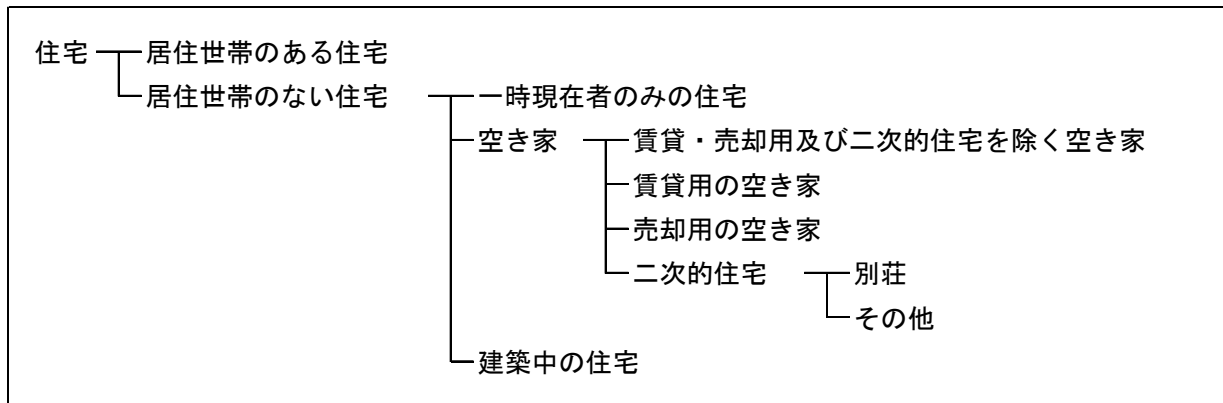 住宅 居住世帯のある住宅
居住世帯のない住宅 一時現在者のみの住宅
空き家 賃貸・売却用及び二次的住宅を除く空き家
賃貸用の空き家
売却用の空き家
二次的住宅 別荘
その他
建築中の住宅